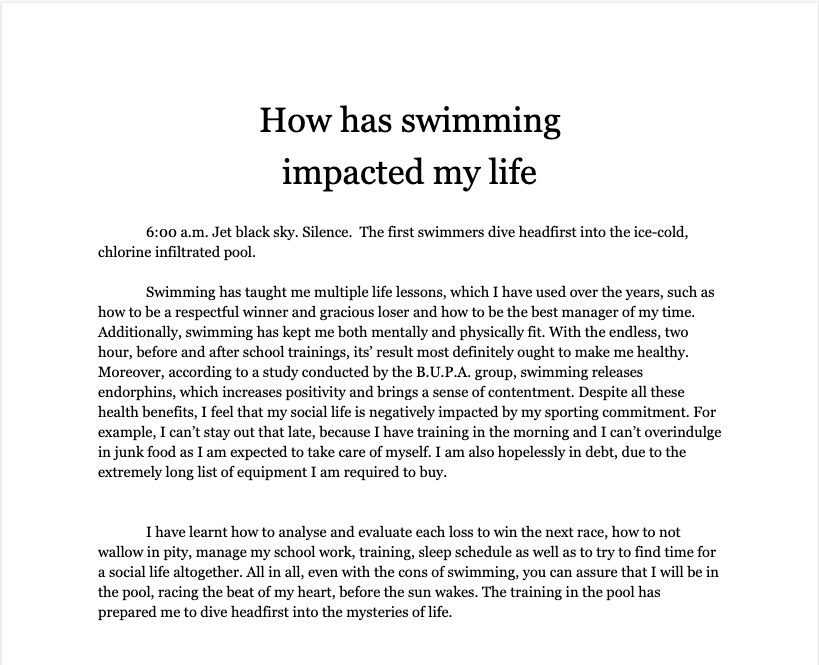 How has swimming
impacted my life
6:00 a.m. Jet black sky. Silence.  The first swimmers dive headfirst into the ice-cold,
chlorine infiltrated pool.
Swimming has taught me multiple life lessons, which I have used over the years, such as
how to be a respectful winner and gracious loser and how to be the best manager of my time.
Additionally, swimming has kept me both mentally and physically fit. With the endless, two
hour, before and after school trainings, its’ result most definitely ought to make me healthy.
Moreover, according to a study conducted by the B.U.P.A. group, swimming releases
endorphins, which increases positivity and brings a sense of contentment. Despite all these
health benefits, I feel that my social life is negatively impacted by my sporting commitment. For
example, I can’t stay out that late, because I have training in the morning and I can’t overindulge
in junk food as I am expected to take care of myself. I am also hopelessly in debt, due to the
extremely long list of equipment I am required to buy.
I have learnt how to analyse and evaluate each loss to win the next race, how to not
wallow in pity, manage my school work, training, sleep schedule as well as to try to find time for
a social life altogether. All in all, even with the cons of swimming, you can assure that I will be in
the pool, racing the beat of my heart, before the sun wakes. The training in the pool has
prepared me to dive headfirst into the mysteries of life.